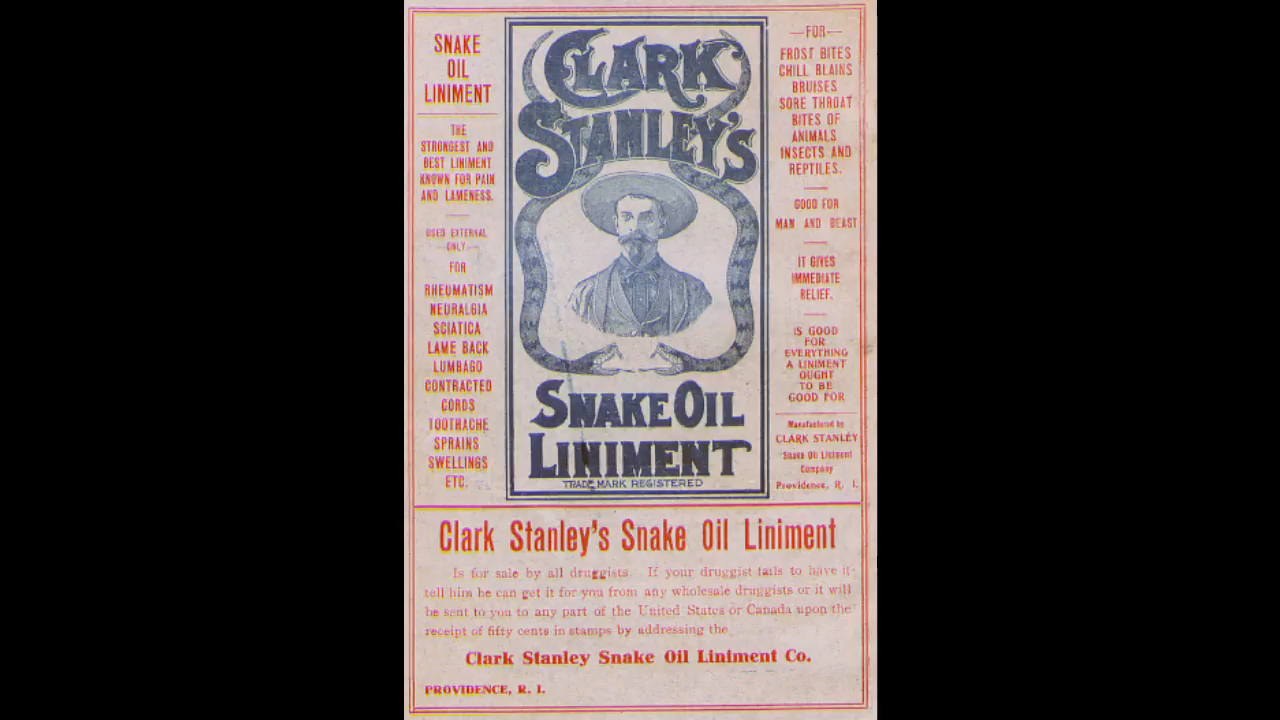 SNAKE
OIL
LINIMENT
THE
STRONGEST AND
BEST LINIMENT
KNOWN FOR PAIN
AND LAMENESS.
USED EXTERNAL
ONLY
FOR
RHEUMATISM
NEURALGIA
SCIATICA
LAME BACK
LUMBAGO
CONTRACTED
CORDS
TOOTHACHE
SPRAINS
SWELLINGS
ETC.
CLARK
STANLEY'S
SNAKE OIL
LINIMENT
TRADE MARK REGISTERED
—FOR—
FROST BITES
CHILL BLAINS
BRUISES
SORE THROAT
BITES OF
ANIMALS
INSECTS AND
REPTILES.
GOOD FOR
MAN AND BEAST
IT GIVES
IMMEDIATE
RELIEF.
IS GOOD
FOR
EVERYTHING
A LINIMENT
OUGHT
TO BE
GOOD FOR
Manufactured by
CLARK STANLEY
Snake Oil Liniment
Company
Providence, R. I.
Clark Stanley's Snake Oil Liniment
Is for sale by all druggists. If your druggist fails to have it
tell him he can get it for you from any wholesale druggists or it will
be sent to you to any part of the United States or Canada upon the
receipt of fifty cents in stamps by addressing the
Clark Stanley Snake Oil Liniment Co.
PROVIDENCE, R. I.